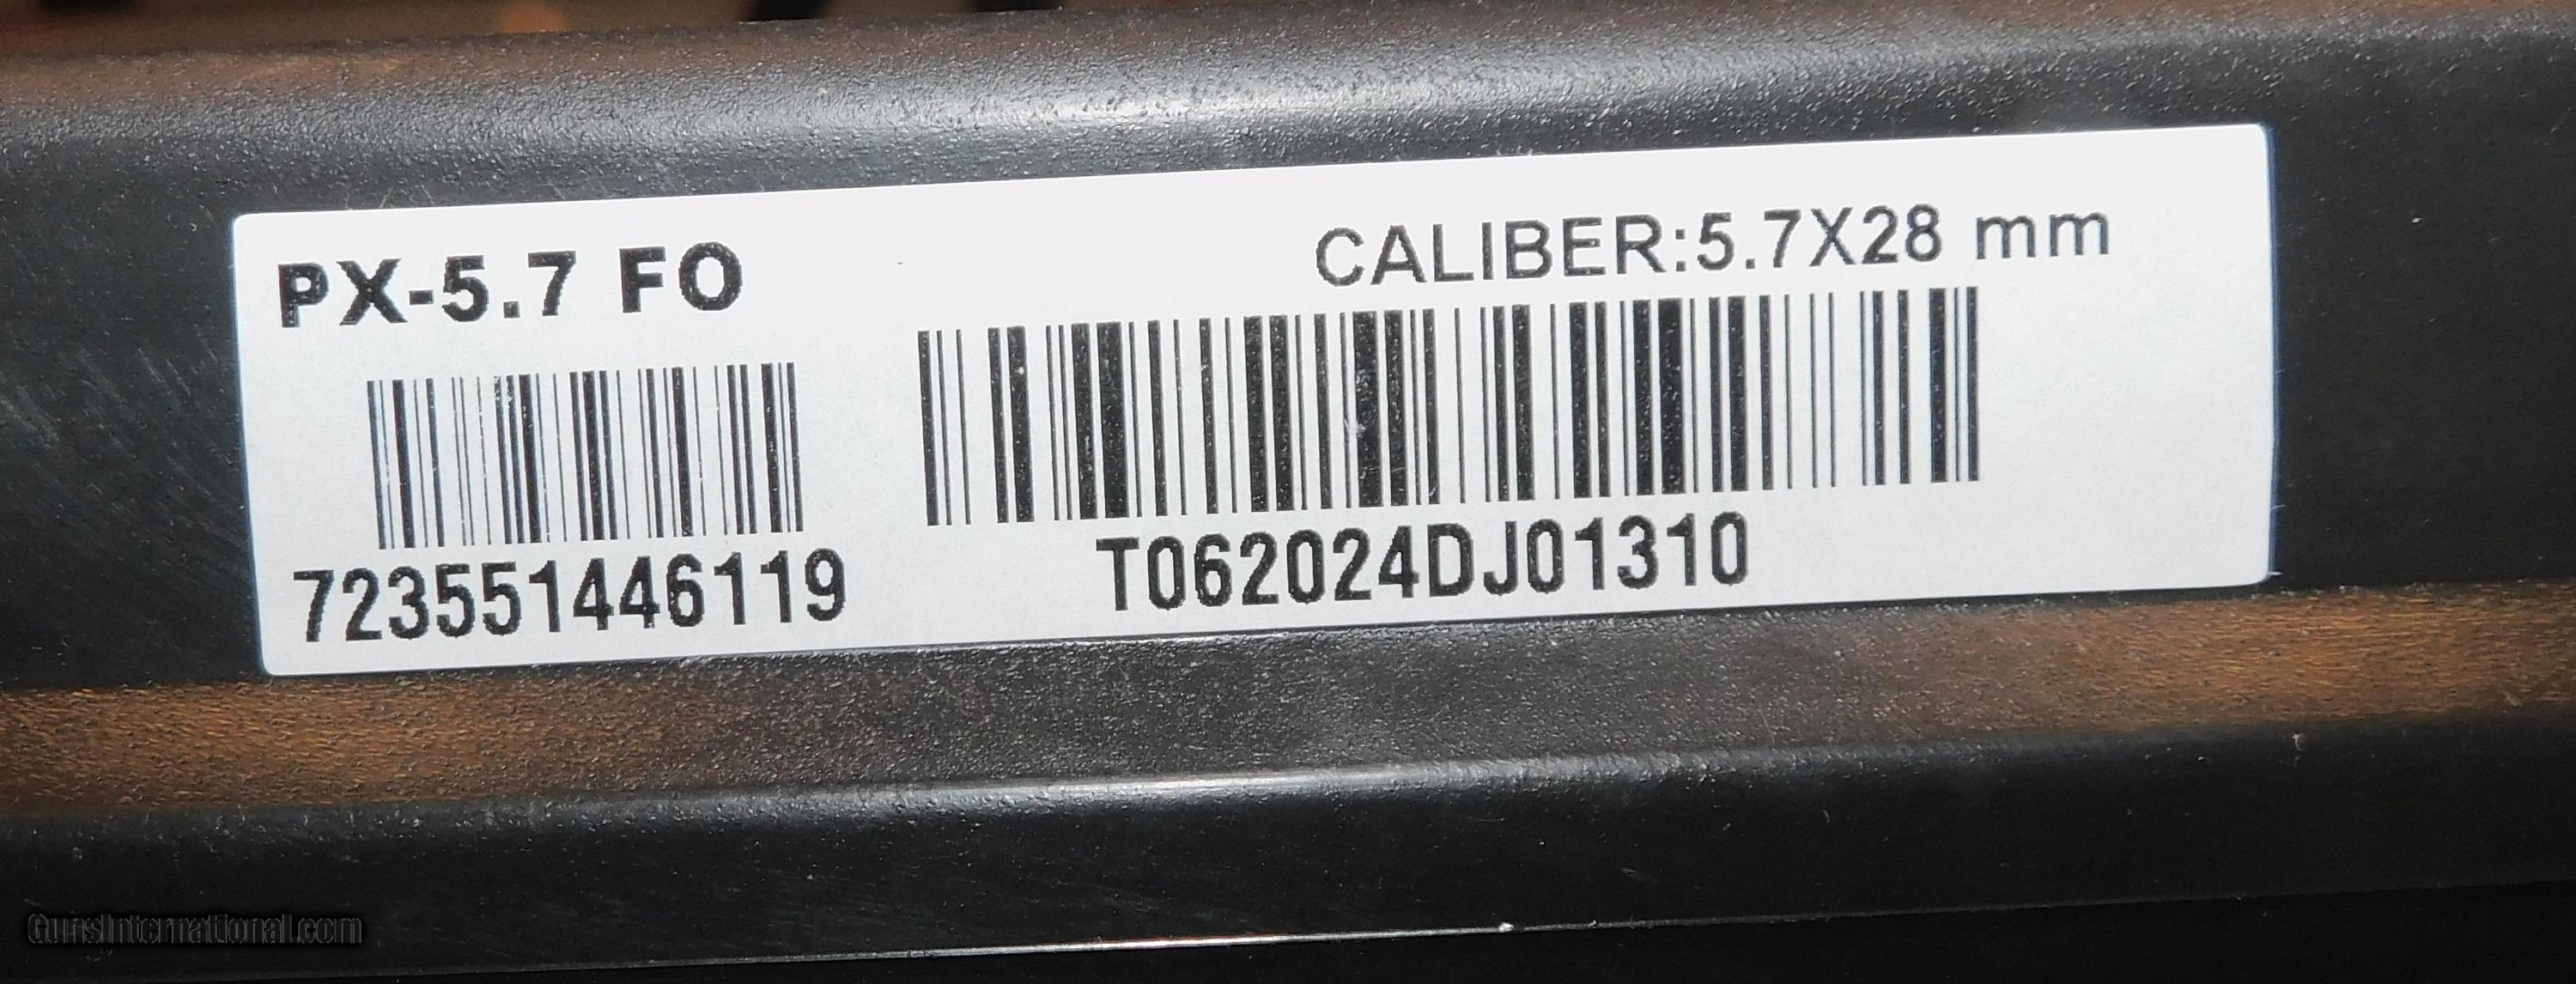 PX-5.7 FO
CALIBER:5.7X28 mm
723551446119
T062024DJ01310
GunsInternational.com